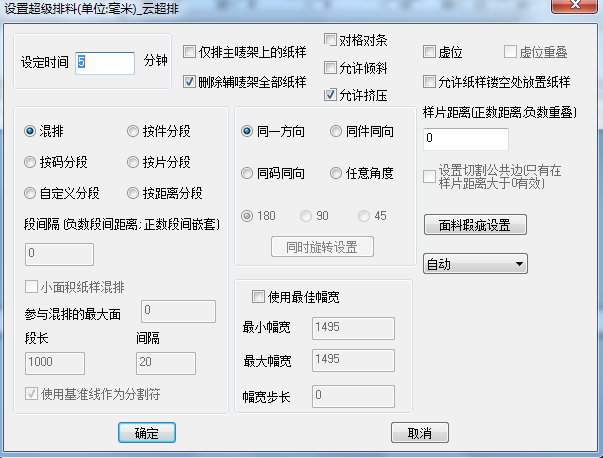 设置超级排料(单位:毫米)_云超排
设定时间 5 分钟
仅排主唛架上的纸样
删除辅唛架全部纸样
对格对条
允许倾斜
允许挤压
虚位 虚位重叠
允许纸样镂空处放置纸样
混排 按件分段
按码分段 按片分段
自定义分段 按距离分段
段间隔 (负数段间距离; 正数段间嵌套)
0
小面积纸样混排
参与混排的最大面 0
段长 间隔
1000 20
使用基准线作为分割符
同一方向 同件同向
同码同向 任意角度
180 90 45
同时旋转设置
使用最佳幅宽
最小幅宽 1495
最大幅宽 1495
幅宽步长 0
样片距离(正数距离:负数重叠)
0
设置切割公共边(只有在
样片距离大于0有效)
面料瑕疵设置
自动
确定 取消